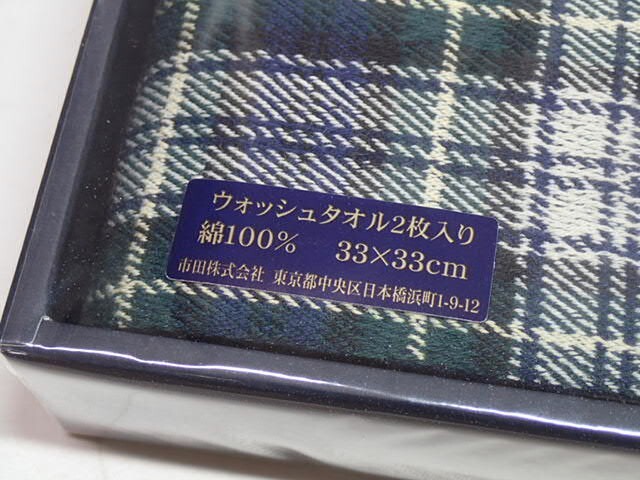 ウォッシュタオル2枚入り
綿100% 33×33cm
市田株式会社 東京都中央区日本橋浜町1-9-12